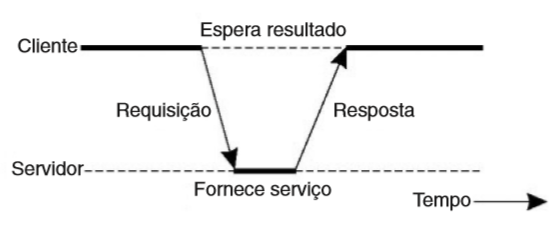 Espera resultado
Cliente
Requisição
Resposta
Servidor
Fornece serviço
Tempo